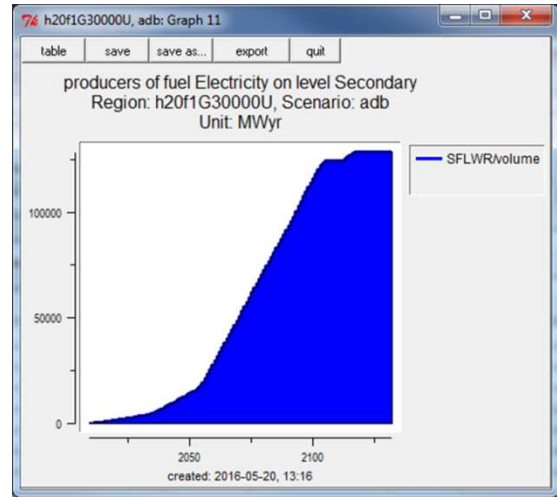 h20f1G30000U, adb: Graph 11
table save save as... export quit
producers of fuel Electricity on level Secondary
Region: h20f1G30000U, Scenario: adb
Unit: MWyr
SFLWR/volume
100000
50000
0
2050 2100
created: 2016-05-20, 13:16